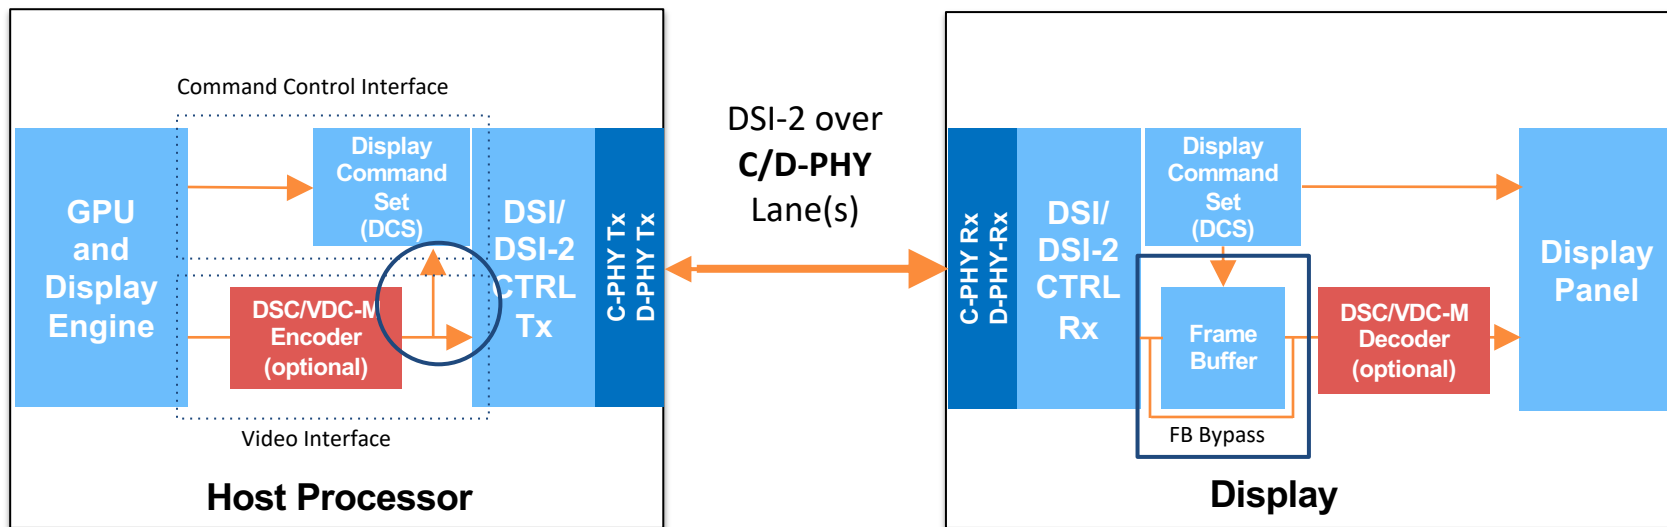 Command Control Interface
GPU
and
Display
Engine
Display
Command
Set
(DCS)
DSC/VDC-M
Encoder
(optional)
Video Interface
DSI/
DSI-2
CTRL
Tx
C-PHY Tx
D-PHY Tx
Host Processor
DSI-2 over
C/D-PHY
Lane(s)
C-PHY Rx
D-PHY-Rx
DSI/
DSI-2
CTRL
Rx
Display
Command
Set
(DCS)
Frame
Buffer
FB Bypass
DSC/VDC-M
Decoder
(optional)
Display
Panel
Display